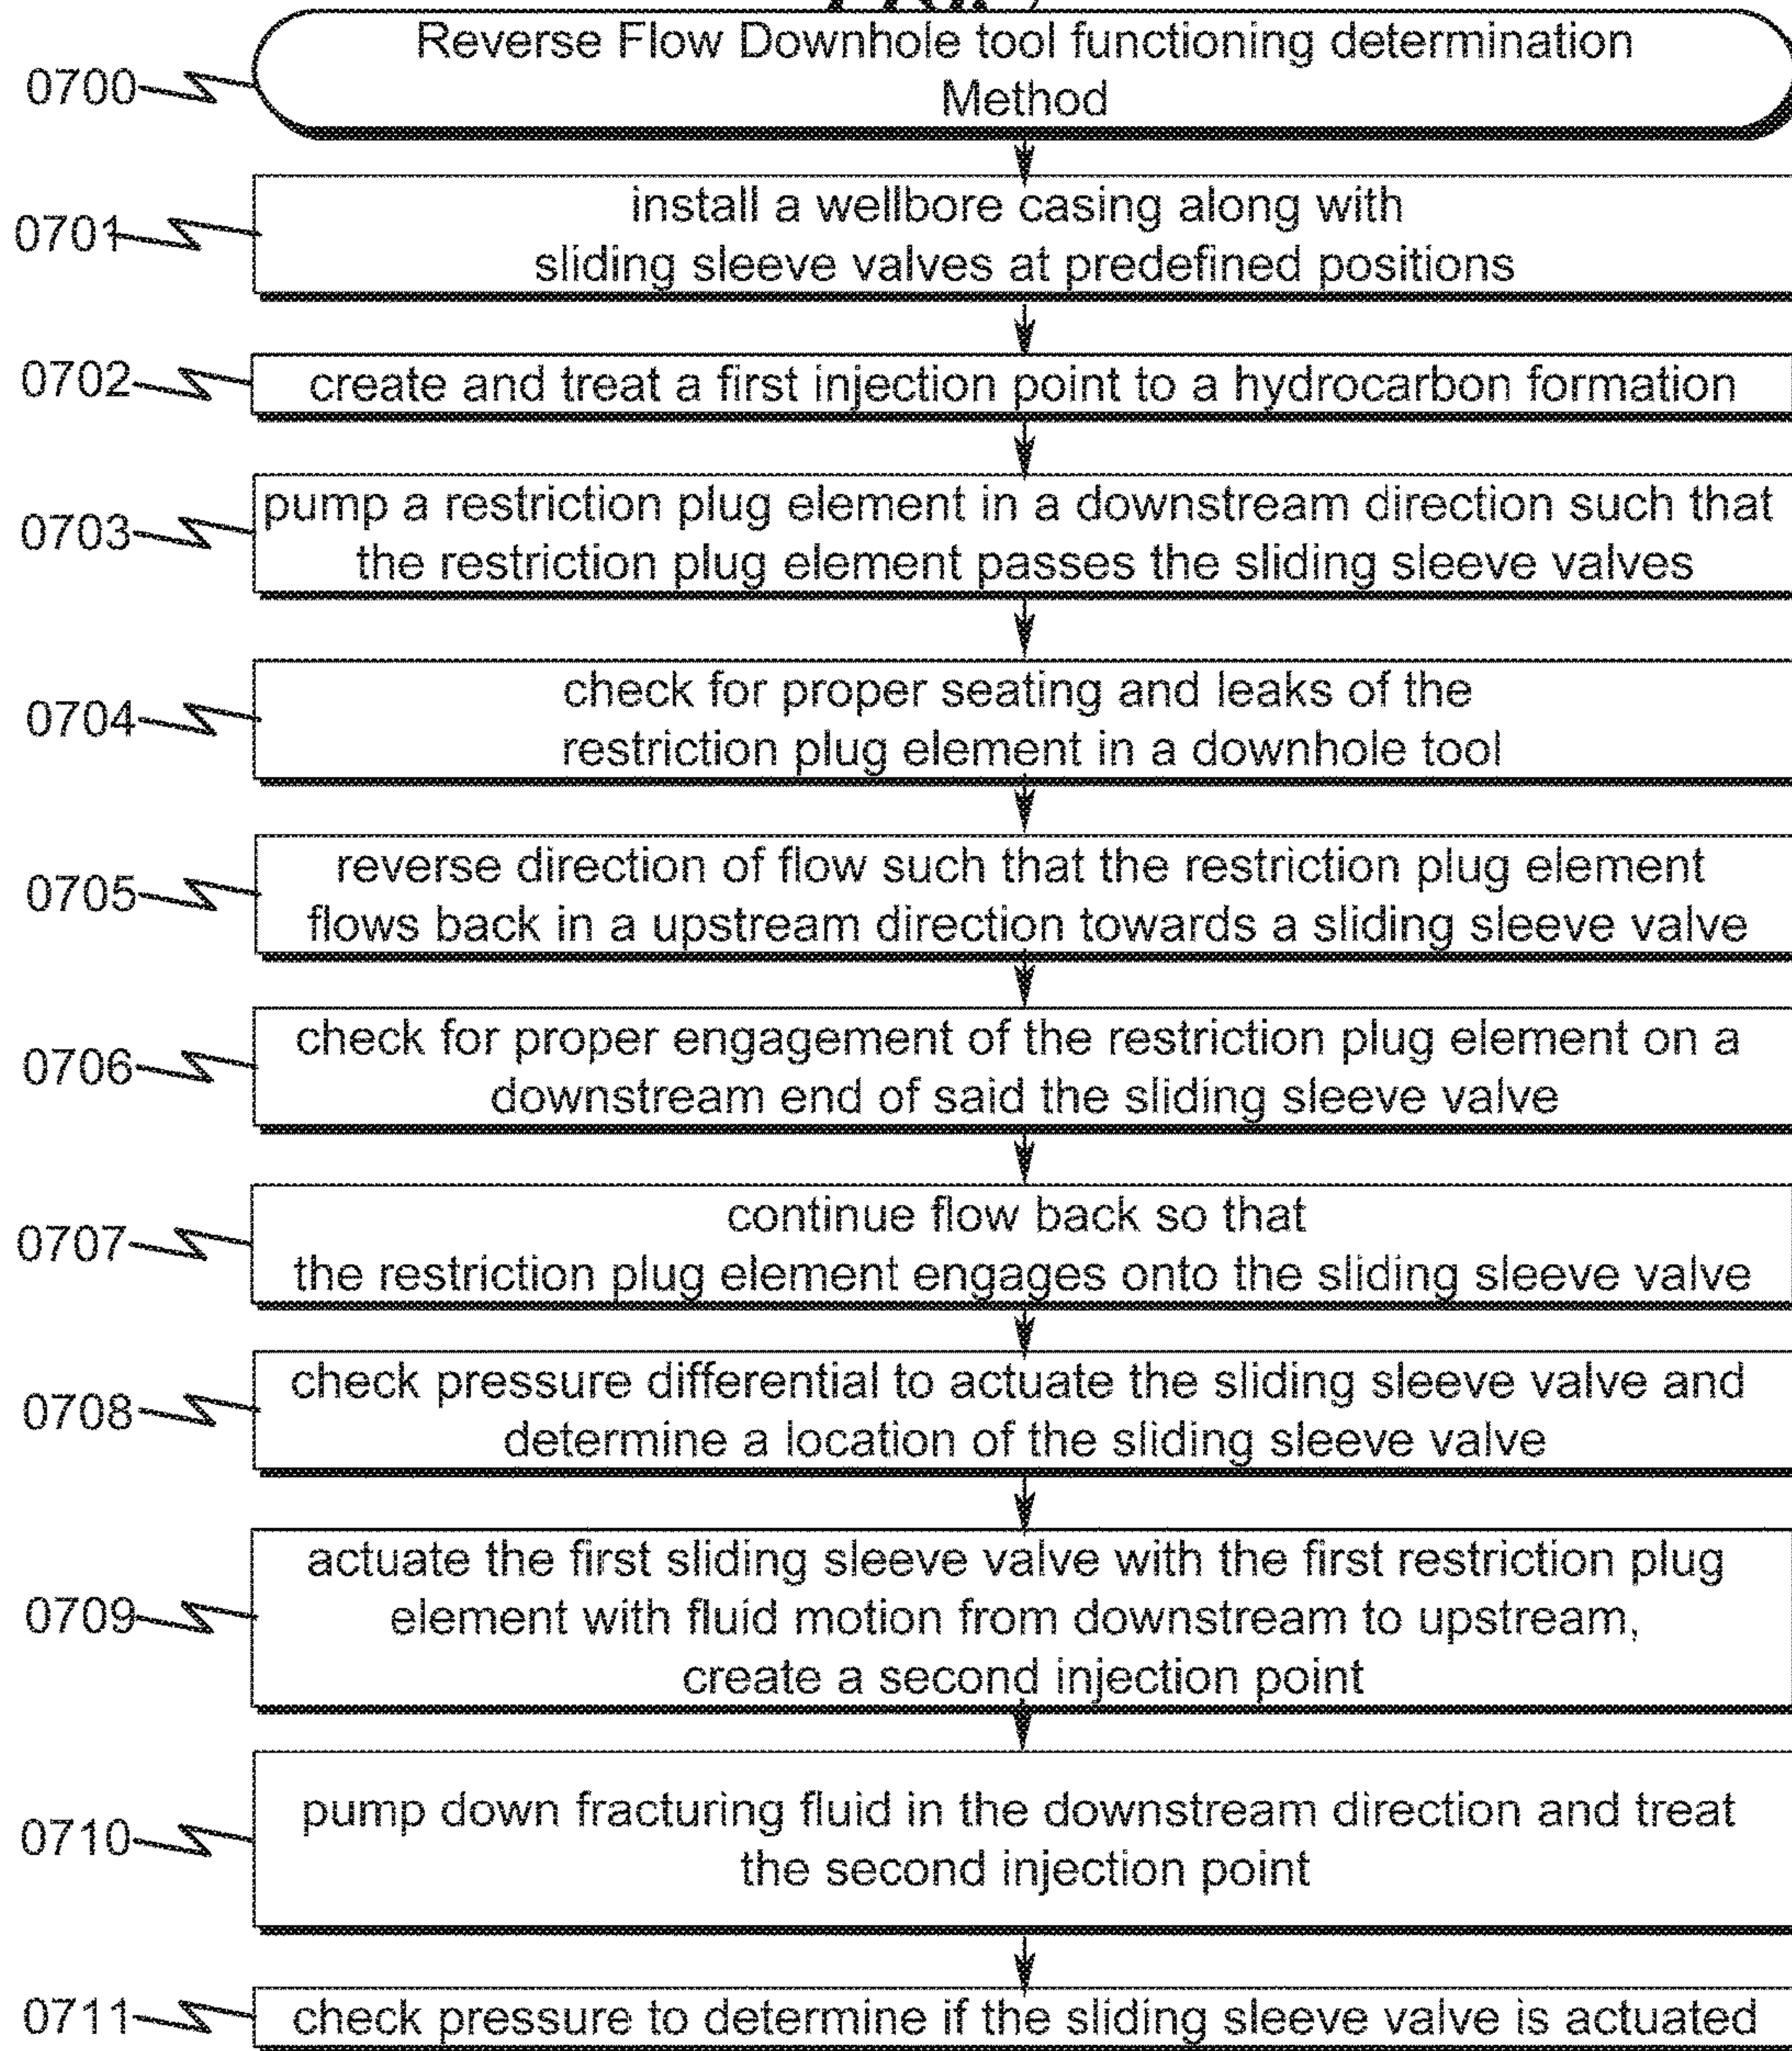 0700
Reverse Flow Downhole tool functioning determination
Method
0701
install a wellbore casing along with
sliding sleeve valves at predefined positions
0702
create and treat a first injection point to a hydrocarbon formation
0703
pump a restriction plug element in a downstream direction such that
the restriction plug element passes the sliding sleeve valves
0704
check for proper seating and leaks of the
restriction plug element in a downhole tool
0705
reverse direction of flow such that the restriction plug element
flows back in a upstream direction towards a sliding sleeve valve
0706
check for proper engagement of the restriction plug element on a
downstream end of said the sliding sleeve valve
0707
continue flow back so that
the restriction plug element engages onto the sliding sleeve valve
0708
check pressure differential to actuate the sliding sleeve valve and
determine a location of the sliding sleeve valve
0709
actuate the first sliding sleeve valve with the first restriction plug
element with fluid motion from downstream to upstream,
create a second injection point
0710
pump down fracturing fluid in the downstream direction and treat
the second injection point
0711
check pressure to determine if the sliding sleeve valve is actuated